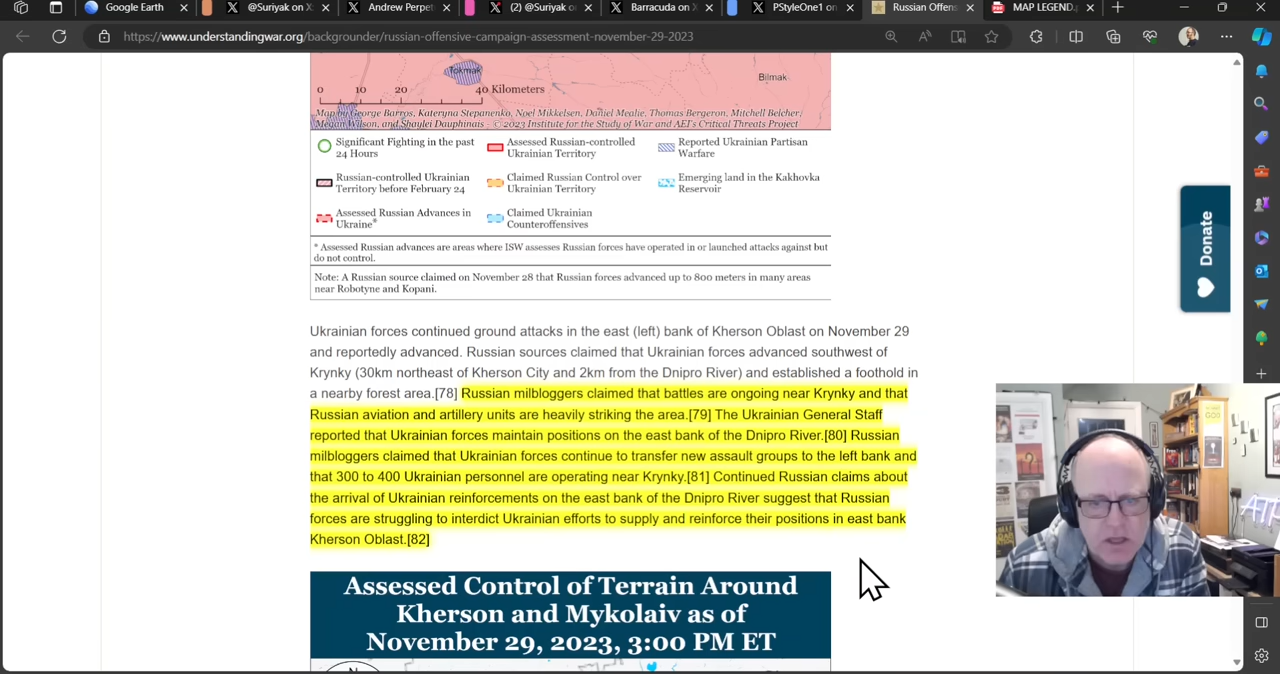 Google Earth
@Suriyak on X
Andrew Perpet
(2) @Suriyak on
Barracuda on X
PStyleOne1 on
Russian Offens
MAP LEGEND.p
https://www.understandingwar.org/backgrounder/russian-offensive-campaign-assessment-november-29-2023
Tokmak
Bilmak
0 10 20 40 Kilometers
Map by George Barros, Kateryna Stepanenko, Noel Mikkelsen, Daniel Mealie, Thomas Bergeron, Mitchell Belcher,
Megan Wilson, and Shaylei Dauphinais - © 2023 Institute for the Study of War and AEI's Critical Threats Project
Significant Fighting in the past
24 Hours
Assessed Russian-controlled
Ukrainian Territory
Reported Ukrainian Partisan
Warfare
Russian-controlled Ukrainian
Territory before February 24
Claimed Russian Control over
Ukrainian Territory
Emerging land in the Kakhovka
Reservoir
Assessed Russian Advances in
Ukraine*
Claimed Ukrainian
Counteroffensives
* Assessed Russian advances are areas where ISW assesses Russian forces have operated in or launched attacks against but
do not control.
Note: A Russian source claimed on November 28 that Russian forces advanced up to 800 meters in many areas
near Robotyne and Kopani.
Donate
Ukrainian forces continued ground attacks in the east (left) bank of Kherson Oblast on November 29
and reportedly advanced. Russian sources claimed that Ukrainian forces advanced southwest of
Krynky (30km northeast of Kherson City and 2km from the Dnipro River) and established a foothold in
a nearby forest area.[78] Russian milbloggers claimed that battles are ongoing near Krynky and that
Russian aviation and artillery units are heavily striking the area.[79] The Ukrainian General Staff
reported that Ukrainian forces maintain positions on the east bank of the Dnipro River.[80] Russian
milbloggers claimed that Ukrainian forces continue to transfer new assault groups to the left bank and
that 300 to 400 Ukrainian personnel are operating near Krynky.[81] Continued Russian claims about
the arrival of Ukrainian reinforcements on the east bank of the Dnipro River suggest that Russian
forces are struggling to interdict Ukrainian efforts to supply and reinforce their positions in east bank
Kherson Oblast.[82]
Assessed Control of Terrain Around
Kherson and Mykolaiv as of
November 29, 2023, 3:00 PM ET
N